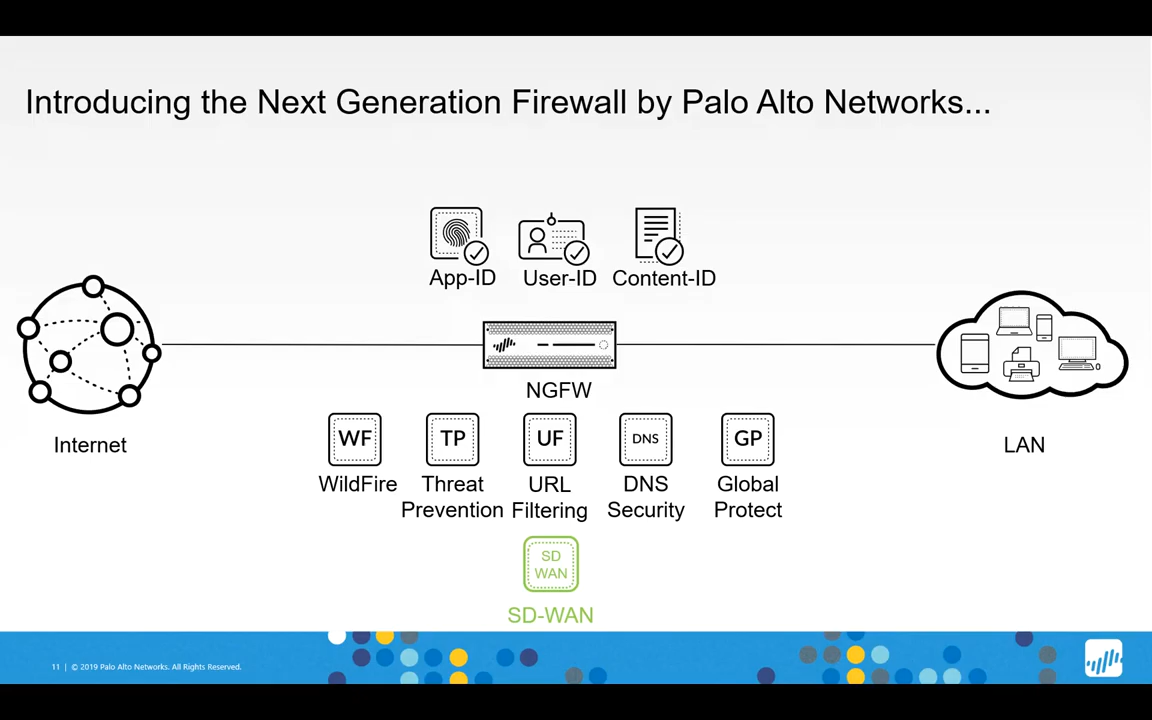 Introducing the Next Generation Firewall by Palo Alto Networks...
App-ID
User-ID
Content-ID
NGFW
Internet
LAN
WF
TP
UF
DNS
GP
WildFire
Threat
Prevention
URL
Filtering
DNS
Security
Global
Protect
SD
WAN
SD-WAN
11 | © 2019 Palo Alto Networks. All Rights Reserved.